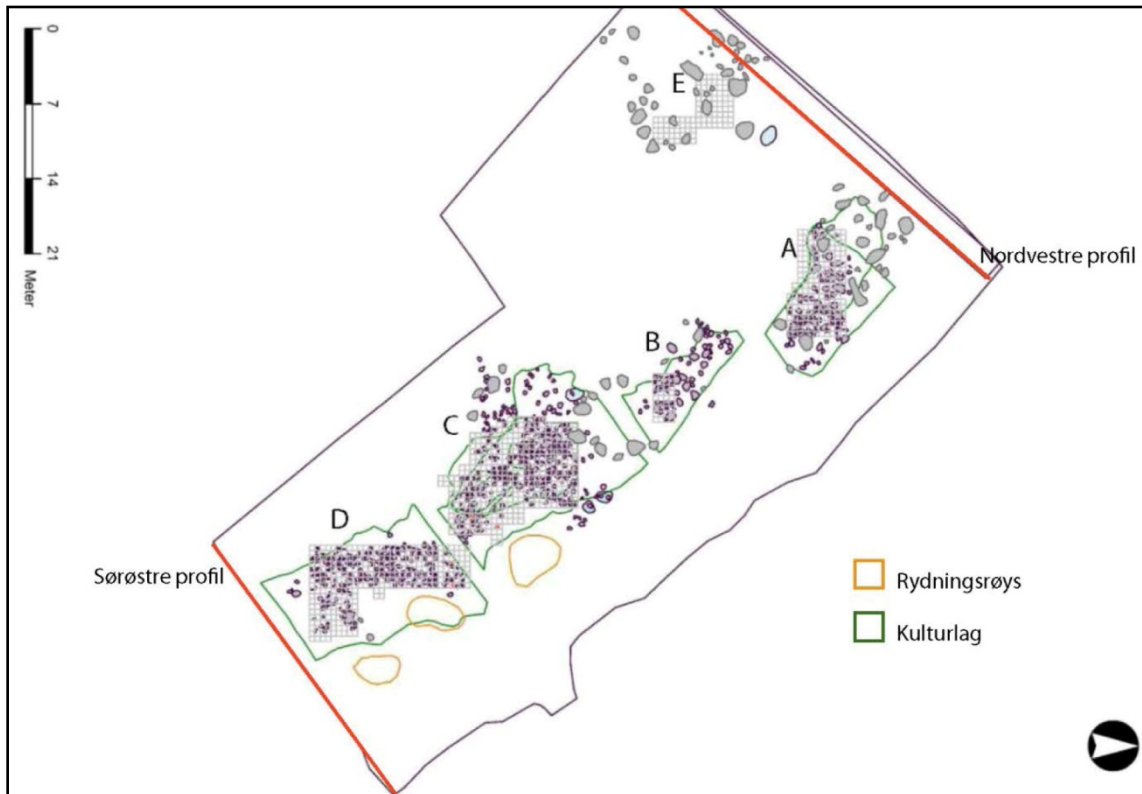 0
7
14
21
Meter
E
A
Nordvestre profil
B
C
D
Sørøstre profil
Rydningsrøys
Kulturlag